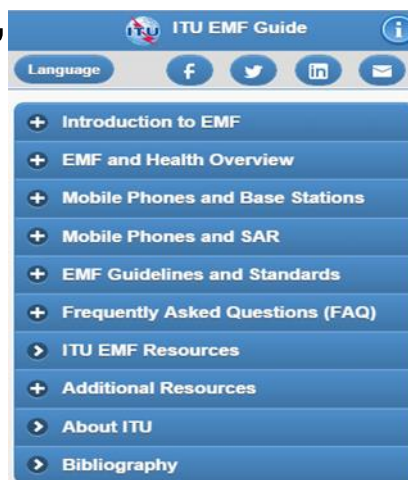 ITU EMF Guide
Language
Introduction to EMF
EMF and Health Overview
Mobile Phones and Base Stations
Mobile Phones and SAR
EMF Guidelines and Standards
Frequently Asked Questions (FAQ)
ITU EMF Resources
Additional Resources
About ITU
Bibliography